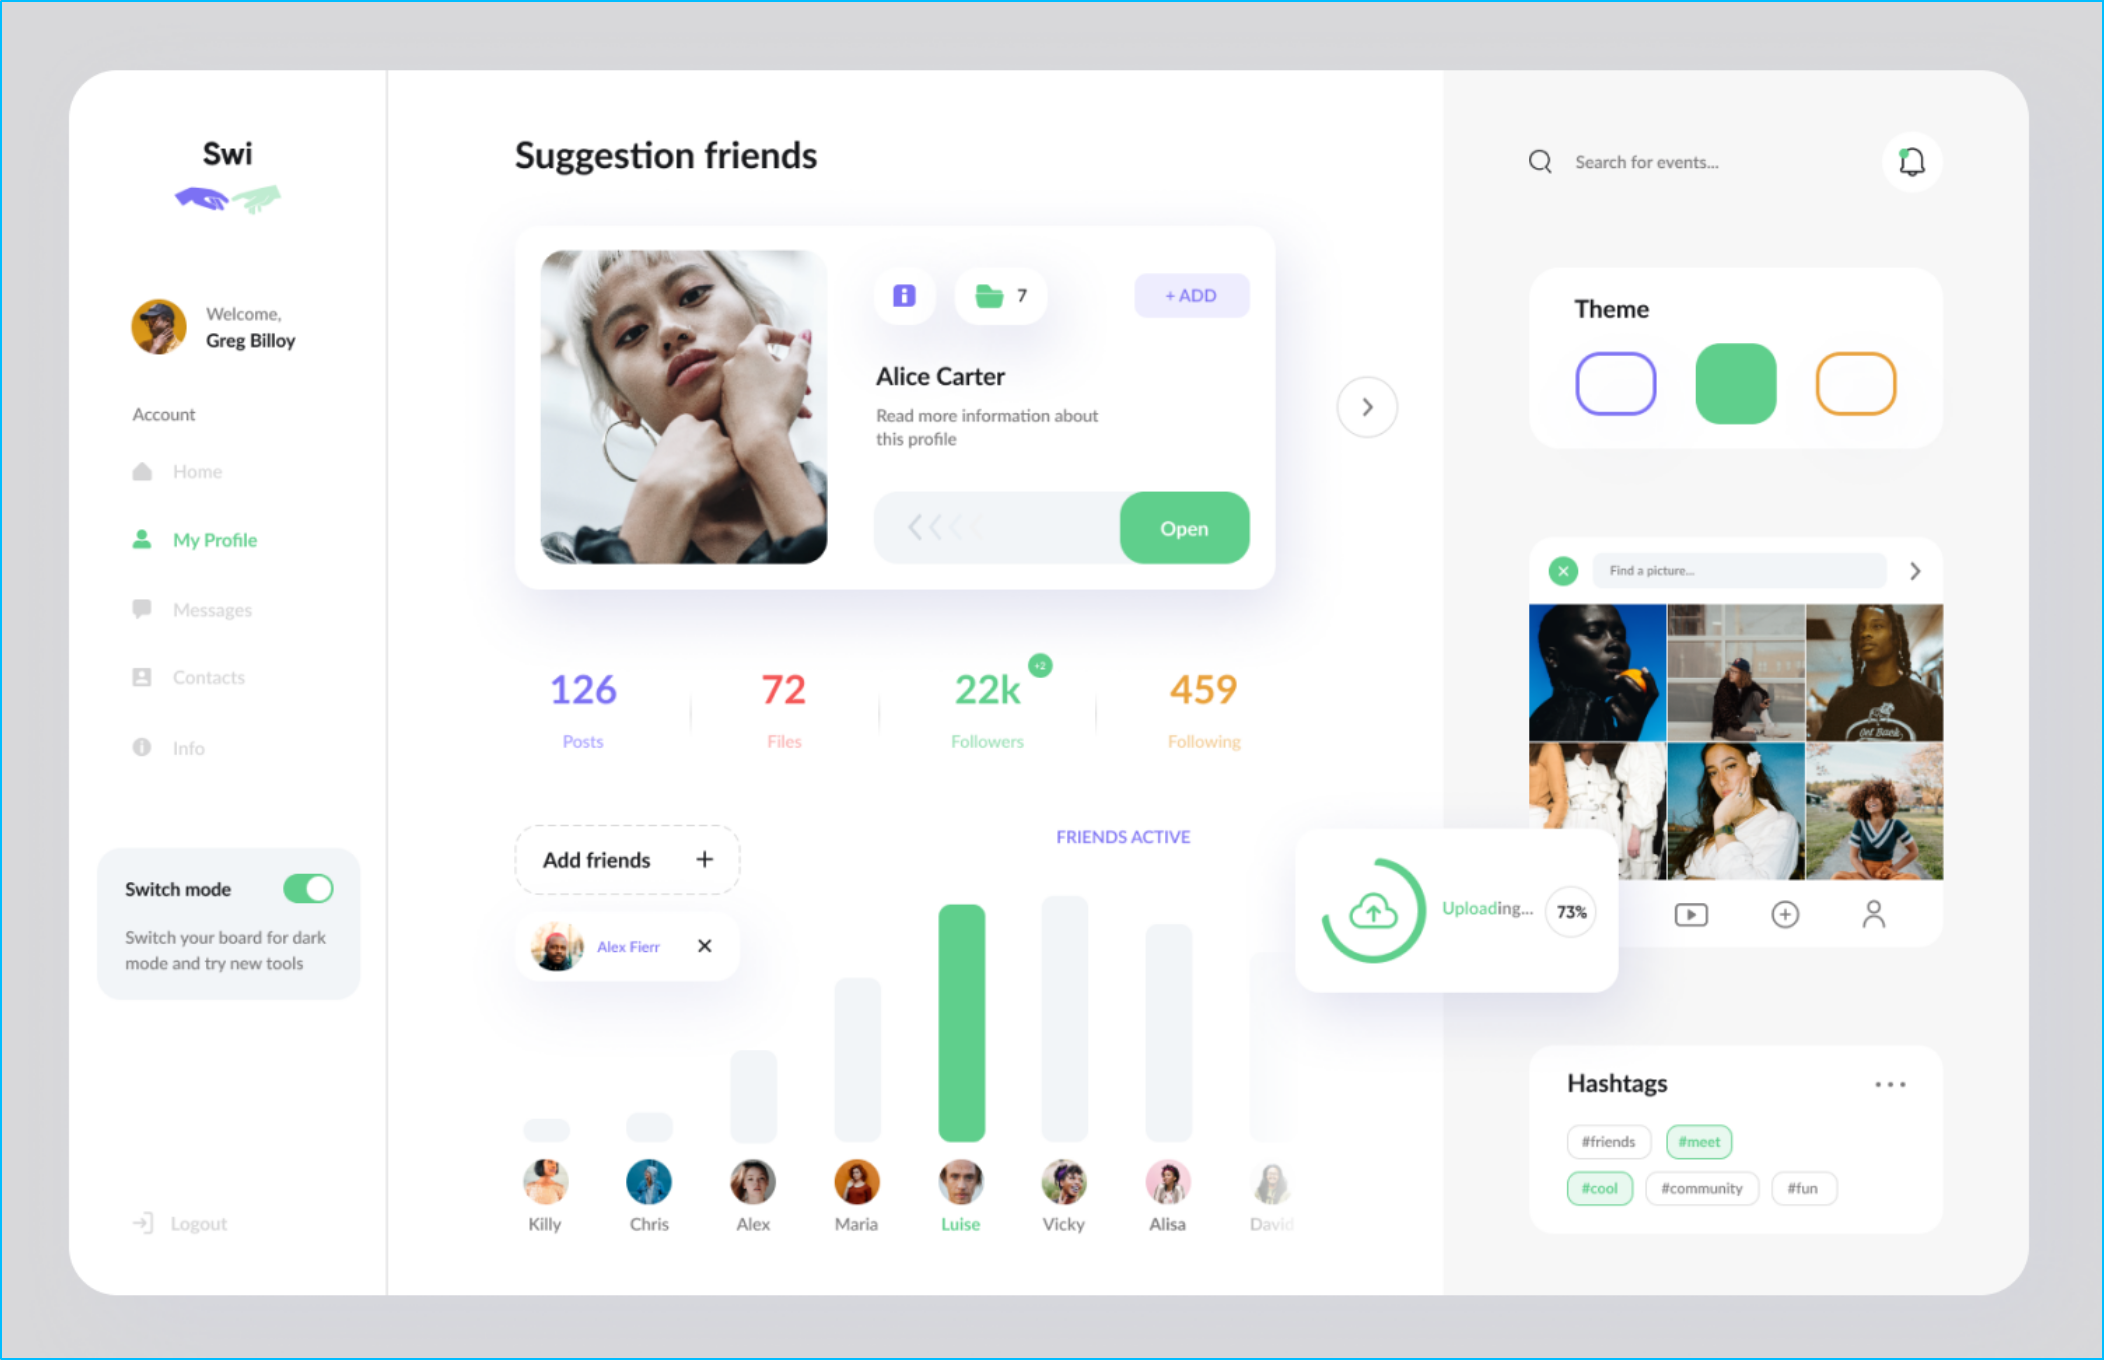 Swi
Welcome,
Greg Billoy
Account
Home
My Profile
Messages
Contacts
Info
Switch mode
Switch your board for dark
mode and try new tools
Logout
Suggestion friends
7
+ ADD
Alice Carter
Read more information about
this profile
Open
126
Posts
72
Files
22k
+2
Followers
459
Following
Add friends
Alex Fierr
FRIENDS ACTIVE
Killy
Chris
Alex
Maria
Luise
Vicky
Alisa
David
Search for events...
Theme
Find a picture...
Get Back
Uploading...
73%
Hashtags
#friends
#meet
#cool
#community
#fun